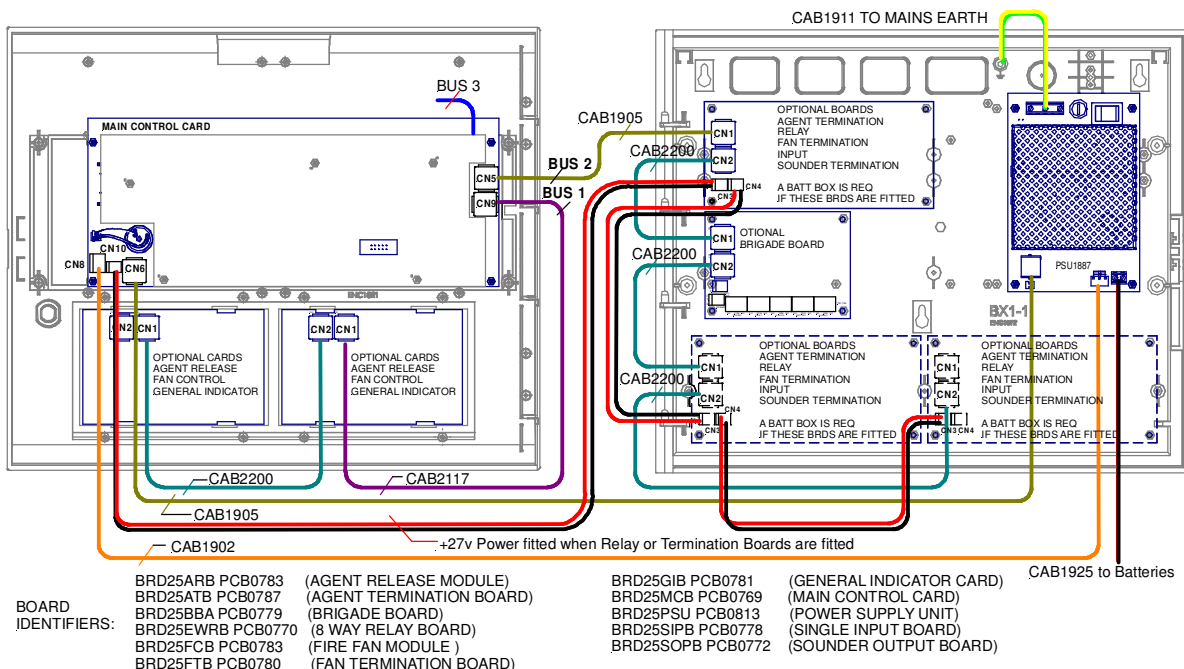 CAB1911 TO MAINS EARTH
BUS 3
MAIN CONTROL CARD
CAB1905
CN5
CN9
BUS 2
BUS 1
CN10
CN8
CN6
CN2
CN1
OPTIONAL CARDS
AGENT RELEASE
FAN CONTROL
GENERAL INDICATOR
CN2
CN1
OPTIONAL CARDS
AGENT RELEASE
FAN CONTROL
GENERAL INDICATOR
CAB2200
CN1
CN2
CN3
CN4
OPTIONAL BOARDS
AGENT TERMINATION
RELAY
FAN TERMINATION
INPUT
SOUNDER TERMINATION
A BATT BOX IS REQ
IF THESE BRDS ARE FITTED
CN1
CN2
OTIONAL
BRIGADE BOARD
CAB2200
PSU1887
BX1-1
CAB2200
CN1
CN2
CN3
CN4
OPTIONAL BOARDS
AGENT TERMINATION
RELAY
FAN TERMINATION
INPUT
SOUNDER TERMINATION
A BATT BOX IS REQ
IF THESE BRDS ARE FITTED
CN1
CN2
CN3
CN4
OPTIONAL BOARDS
AGENT TERMINATION
RELAY
FAN TERMINATION
INPUT
SOUNDER TERMINATION
A BATT BOX IS REQ
IF THESE BRDS ARE FITTED
CAB2200
CAB2117
CAB1905
CAB1902
+27v Power fitted when Relay or Termination Boards are fitted
CAB1925 to Batteries
BOARD
IDENTIFIERS:
BRD25ARB PCB0783 (AGENT RELEASE MODULE)
BRD25ATB PCB0787 (AGENT TERMINATION BOARD)
BRD25BBA PCB0779 (BRIGADE BOARD)
BRD25EWRB PCB0770 (8 WAY RELAY BOARD)
BRD25FCB PCB0783 (FIRE FAN MODULE )
BRD25FTB PCB0780 (FAN TERMINATION BOARD)
BRD25GIB PCB0781 (GENERAL INDICATOR CARD)
BRD25MCB PCB0769 (MAIN CONTROL CARD)
BRD25PSU PCB0813 (POWER SUPPLY UNIT)
BRD25SIPB PCB0778 (SINGLE INPUT BOARD)
BRD25SOPB PCB0772 (SOUNDER OUTPUT BOARD)